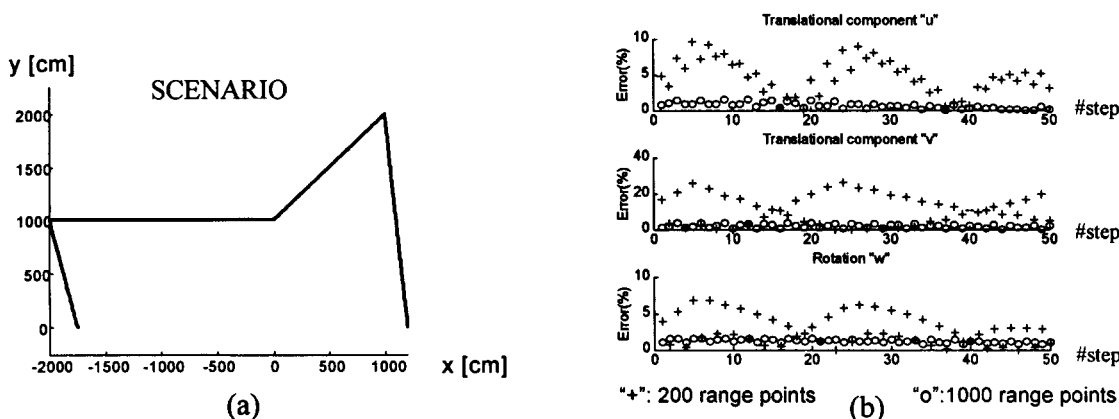 y [cm]
SCENARIO
2000
1500
1000
500
0
-2000 -1500 -1000 -500 0 500 1000
x [cm]
(a)
Translational component "u"
Error(%)
10
5
0
0 10 20 30 40 50
#step
Translational component "v"
Error(%)
40
20
0
0 10 20 30 40 50
#step
Rotation "w"
Error(%)
10
5
0
0 10 20 30 40 50
#step
"+": 200 range points "o":1000 range points
(b)